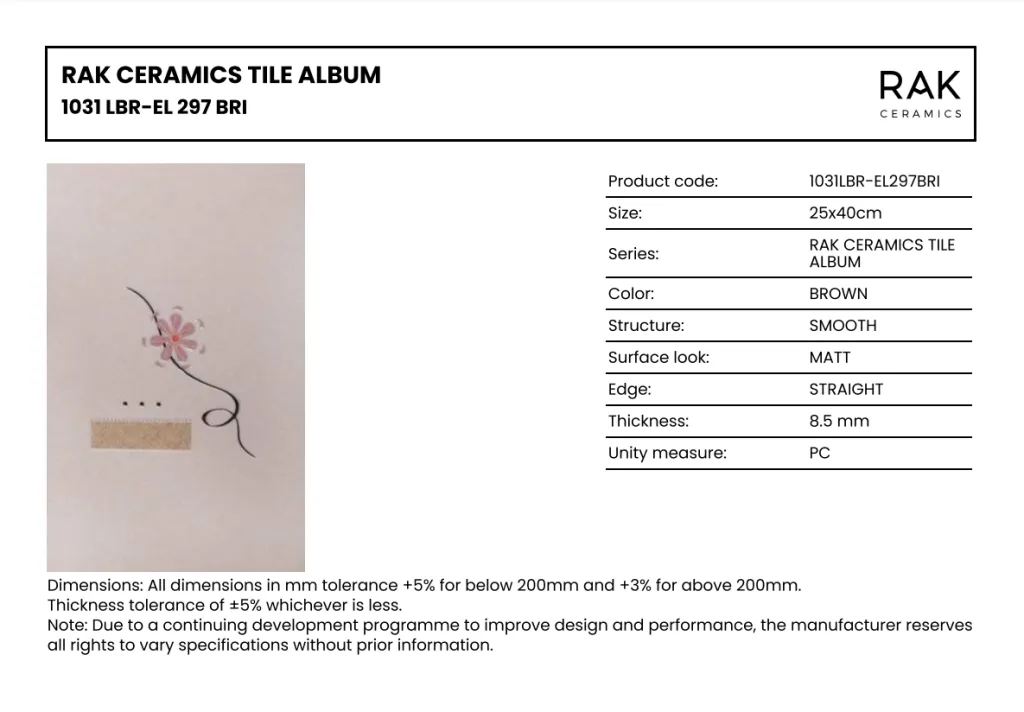 RAK CERAMICS TILE ALBUM
1031 LBR-EL 297 BRI
RAK
CERAMICS
Product code: 1031LBR-EL297BRI
Size: 25x40cm
Series: RAK CERAMICS TILE
ALBUM
Color: BROWN
Structure: SMOOTH
Surface look: MATT
Edge: STRAIGHT
Thickness: 8.5 mm
Unity measure: PC
Dimensions: All dimensions in mm tolerance +5% for below 200mm and +3% for above 200mm.
Thickness tolerance of ±5% whichever is less.
Note: Due to a continuing development programme to improve design and performance, the manufacturer reserves
all rights to vary specifications without prior information.